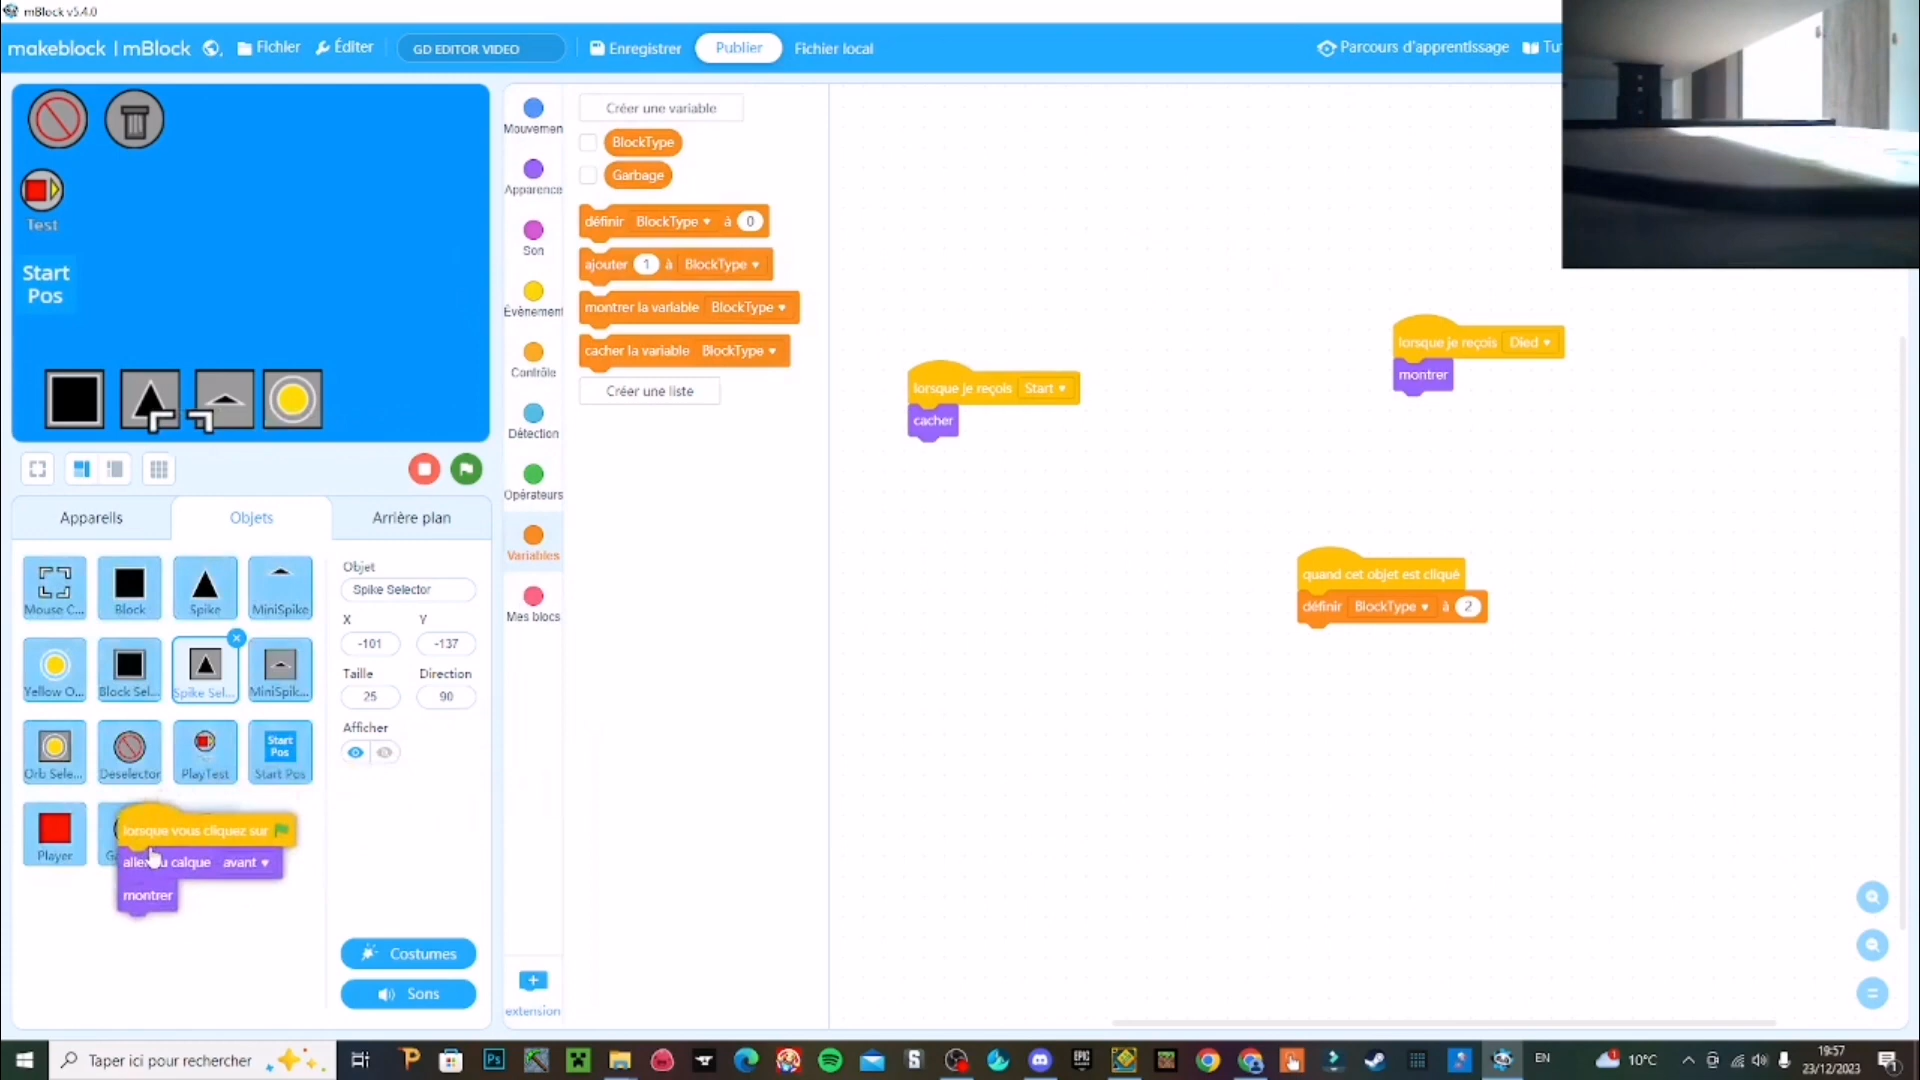 mBlock v5.4.0
makeblock | mBlock
Fichier
Éditer
GD EDITOR VIDEO
Enregistrer
Publier
Fichier local
Parcours d'apprentissage
Tu
Test
Start
Pos
Mouvemen
Apparence
Son
Évènement
Contrôle
Détection
Opérateurs
Variables
Mes blocs
extension
Créer une variable
BlockType
Garbage
définir BlockType à 0
ajouter 1 à BlockType
montrer la variable BlockType
cacher la variable BlockType
Créer une liste
lorsque je reçois Start
cacher
lorsque je reçois Died
montrer
quand cet objet est cliqué
définir BlockType à 2
Appareils
Objets
Arrière plan
Mouse C...
Block
Spike
MiniSpike
Yellow O...
Block Sel...
Spike Sel...
MiniSpik...
Orb Sele...
Deselector
PlayTest
Start
Pos
Start Pos
Player
lorsque vous cliquez sur
calque avant
montrer
Objet
Spike Selector
X
Y
-101
-137
Taille
Direction
25
90
Afficher
Costumes
Sons
Taper ici pour rechercher
EN
10°C
19:57
23/12/2023